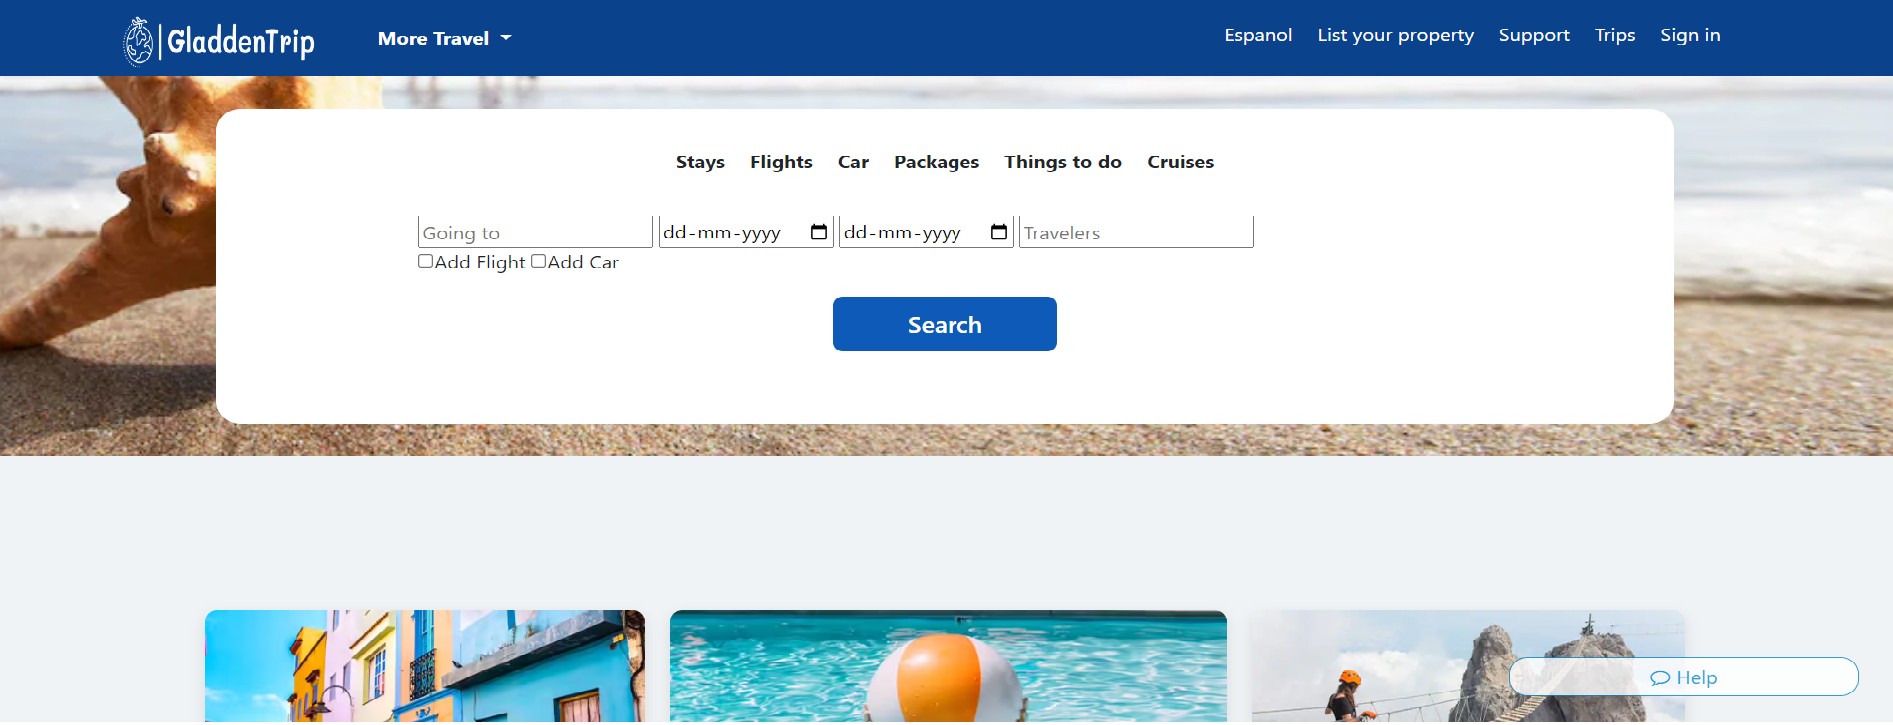 GladdenTrip
More Travel
Espanol List your property Support Trips Sign in
Stays Flights Car Packages Things to do Cruises
Going to dd-mm-yyyy dd-mm-yyyy Travelers
Add Flight Add Car
Search
Help